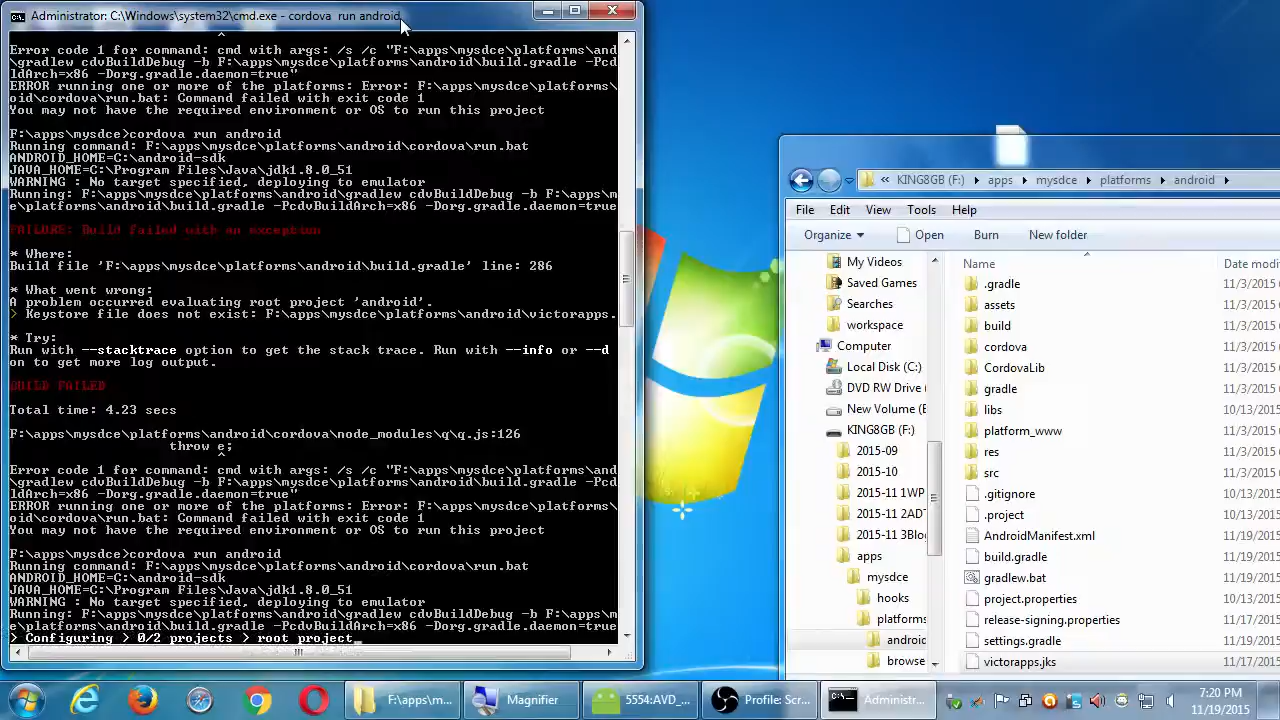 Administrator: C:\Windows\system32\cmd.exe - cordova  run android
^
Error code 1 for command: cmd with args: /s /c "F:\apps\mysdce\platforms\and
\gradlew cdvBuildDebug -b F:\apps\mysdce\platforms\android\build.gradle -Pcd
ldArch=x86 -Dorg.gradle.daemon=true"
ERROR running one or more of the platforms: Error: F:\apps\mysdce\platforms\
oid\cordova\run.bat: Command failed with exit code 1
You may not have the required environment or OS to run this project
F:\apps\mysdce>cordova run android
Running command: F:\apps\mysdce\platforms\android\cordova\run.bat
ANDROID_HOME=C:\android-sdk
JAVA_HOME=C:\Program Files\Java\jdk1.8.0_51
WARNING : No target specified, deploying to emulator
Running: F:\apps\mysdce\platforms\android\gradlew cdvBuildDebug -b F:\apps\m
e\platforms\android\build.gradle -PcdvBuildArch=x86 -Dorg.gradle.daemon=true
FAILURE: Build failed with an exception
* Where:
Build file 'F:\apps\mysdce\platforms\android\build.gradle' line: 286
* What went wrong:
A problem occurred evaluating root project 'android'.
> Keystore file does not exist: F:\apps\mysdce\platforms\android\victorapps.
* Try:
Run with --stacktrace option to get the stack trace. Run with --info or --d
on to get more log output.
BUILD FAILED
Total time: 4.23 secs
F:\apps\mysdce\platforms\android\cordova\node_modules\q\q.js:126
throw e;
^
Error code 1 for command: cmd with args: /s /c "F:\apps\mysdce\platforms\and
\gradlew cdvBuildDebug -b F:\apps\mysdce\platforms\android\build.gradle -Pcd
ldArch=x86 -Dorg.gradle.daemon=true"
ERROR running one or more of the platforms: Error: F:\apps\mysdce\platforms\
oid\cordova\run.bat: Command failed with exit code 1
You may not have the required environment or OS to run this project
F:\apps\mysdce>cordova run android
Running command: F:\apps\mysdce\platforms\android\cordova\run.bat
ANDROID_HOME=C:\android-sdk
JAVA_HOME=C:\Program Files\Java\jdk1.8.0_51
WARNING : No target specified, deploying to emulator
Running: F:\apps\mysdce\platforms\android\gradlew cdvBuildDebug -b F:\apps\m
e\platforms\android\build.gradle -PcdvBuildArch=x86 -Dorg.gradle.daemon=true
> Configuring > 0/2 projects > root project
« KING8GB (F:) ▸ apps ▸ mysdce ▸ platforms ▸ android ▸
File Edit View Tools Help
Organize Open Burn New folder
My Videos
Saved Games
Searches
workspace
Computer
Local Disk (C:)
DVD RW Drive (
New Volume (E
KING8GB (F:)
2015-09
2015-10
2015-11 1WP
2015-11 2AD
2015-11 3Blo
apps
mysdce
hooks
platforms
android
browse
Name Date modi
.gradle 11/3/2015
assets 11/3/2015
build 11/3/2015
cordova 11/3/2015
CordovaLib 11/3/2015
gradle 11/3/2015
libs 10/13/201
platform_www 11/3/2015
res 11/3/2015
src 11/3/2015
.gitignore 10/13/201
.project 10/13/201
AndroidManifest.xml 11/19/201
build.gradle 11/19/201
gradlew.bat 11/19/201
project.properties 11/19/201
release-signing.properties 11/19/201
settings.gradle 11/19/201
victorapps.jks 11/17/201
F:\apps\m...
Magnifier
5554:AVD_...
Profile: Scr...
Administr...
7:20 PM
11/19/2015